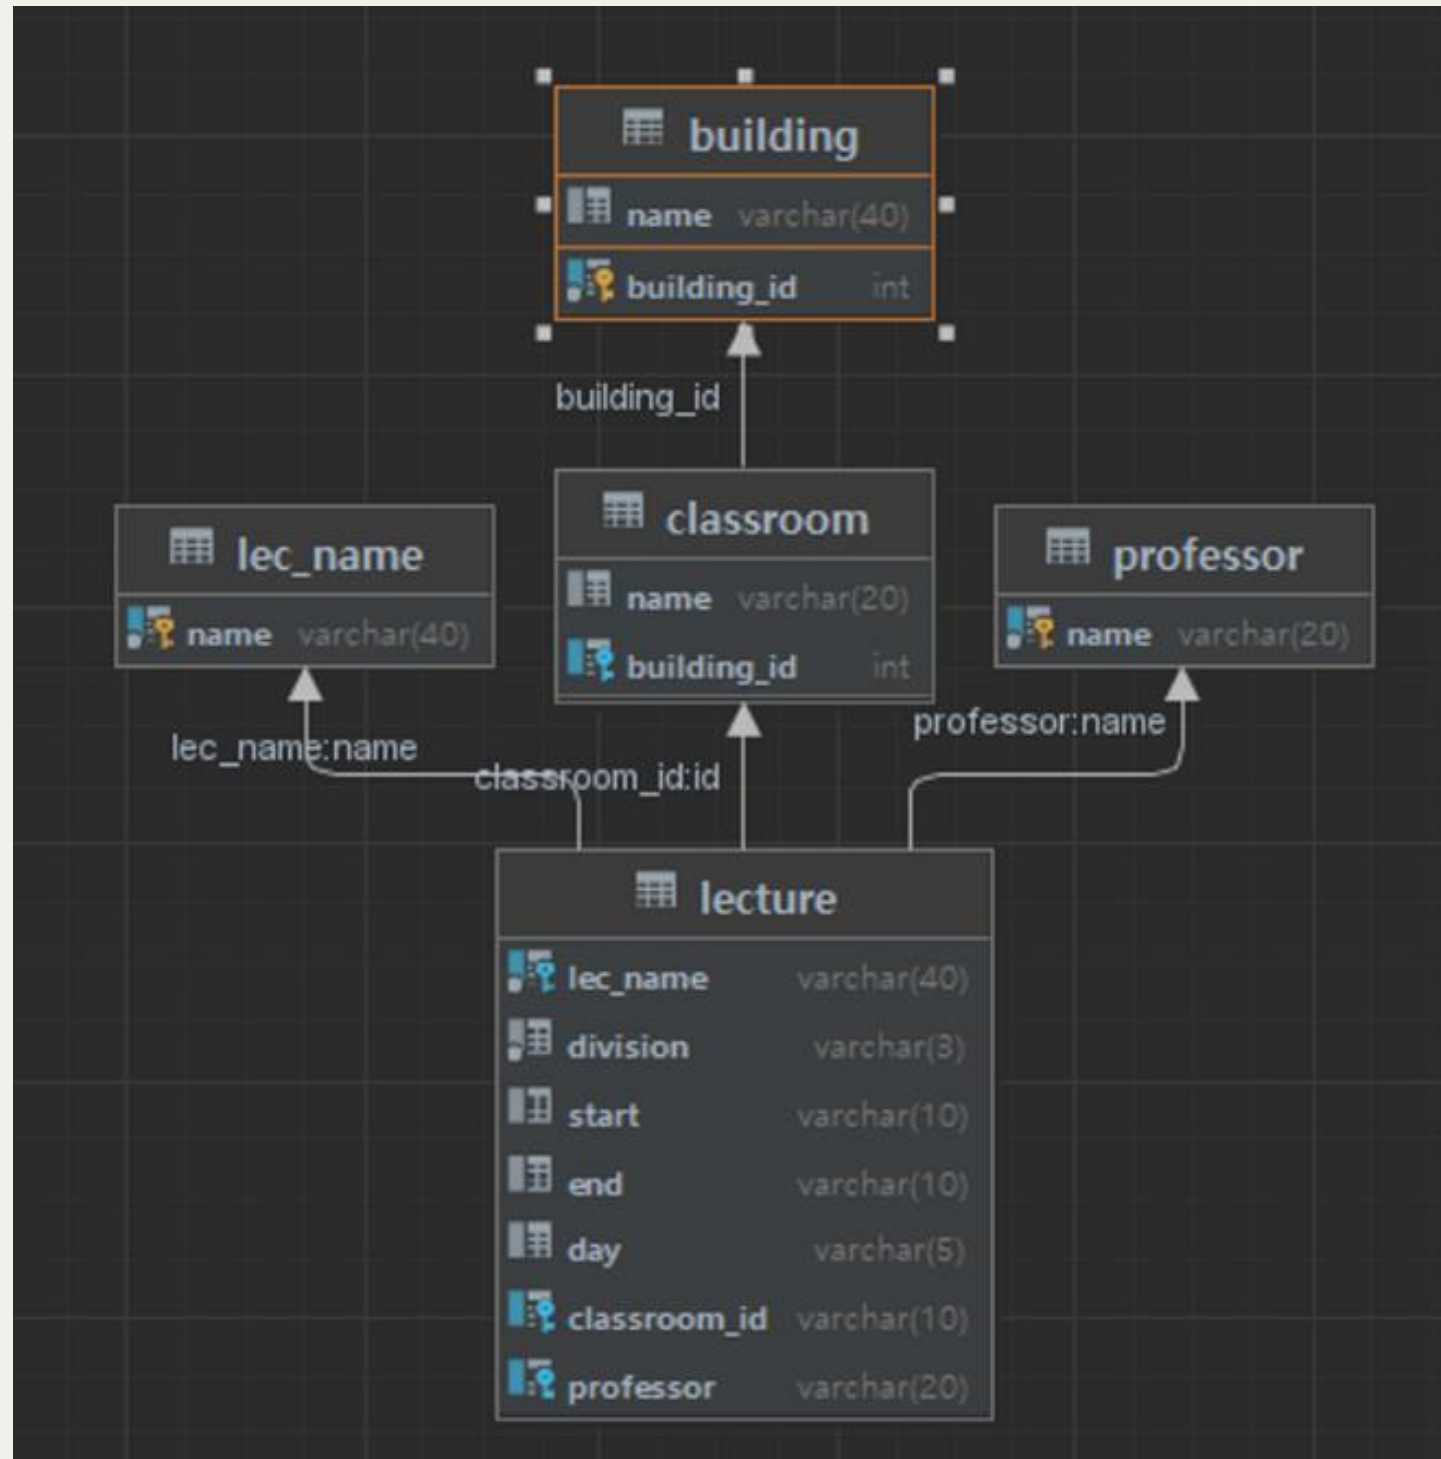 building
name varchar(40)
building_id int
building_id
classroom
name varchar(20)
building_id int
lec_name
name varchar(40)
professor
name varchar(20)
lec_name:name
classroom_id:id
professor:name
lecture
lec_name varchar(40)
division varchar(3)
start varchar(10)
end varchar(10)
day varchar(5)
classroom_id varchar(10)
professor varchar(20)